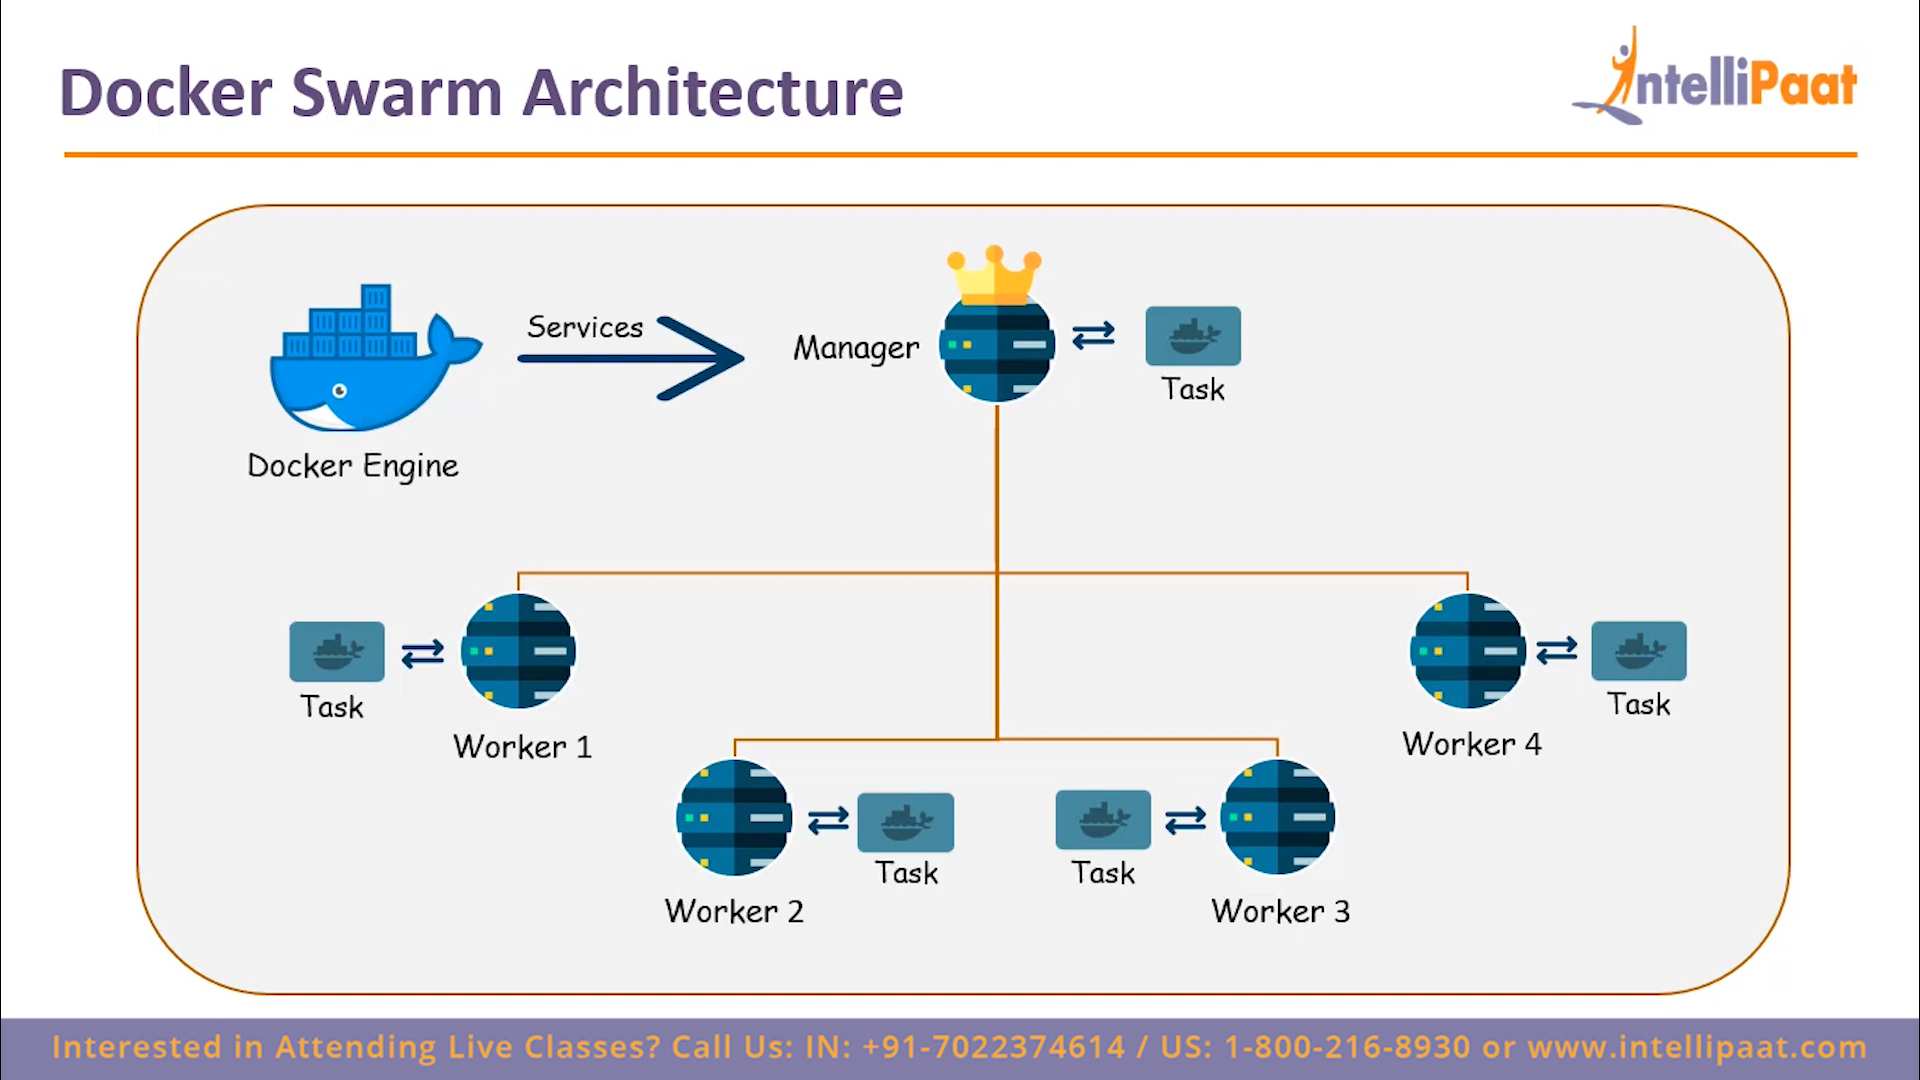 Docker Swarm Architecture
IntelliPaat
Services
Manager
Task
Docker Engine
Task
Worker 1
Task
Worker 4
Task
Worker 2
Task
Worker 3
Interested in Attending Live Classes? Call Us: IN: +91-7022374614 / US: 1-800-216-8930 or www.intellipaat.com